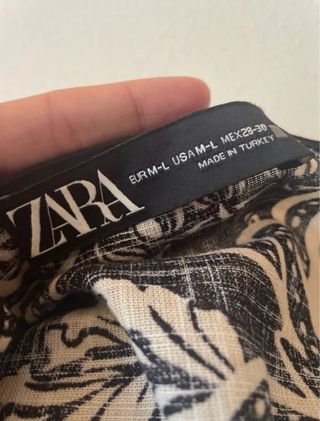 ZARA
EUR M-L USA M-L MEX 28-30
MADE IN TURKEY